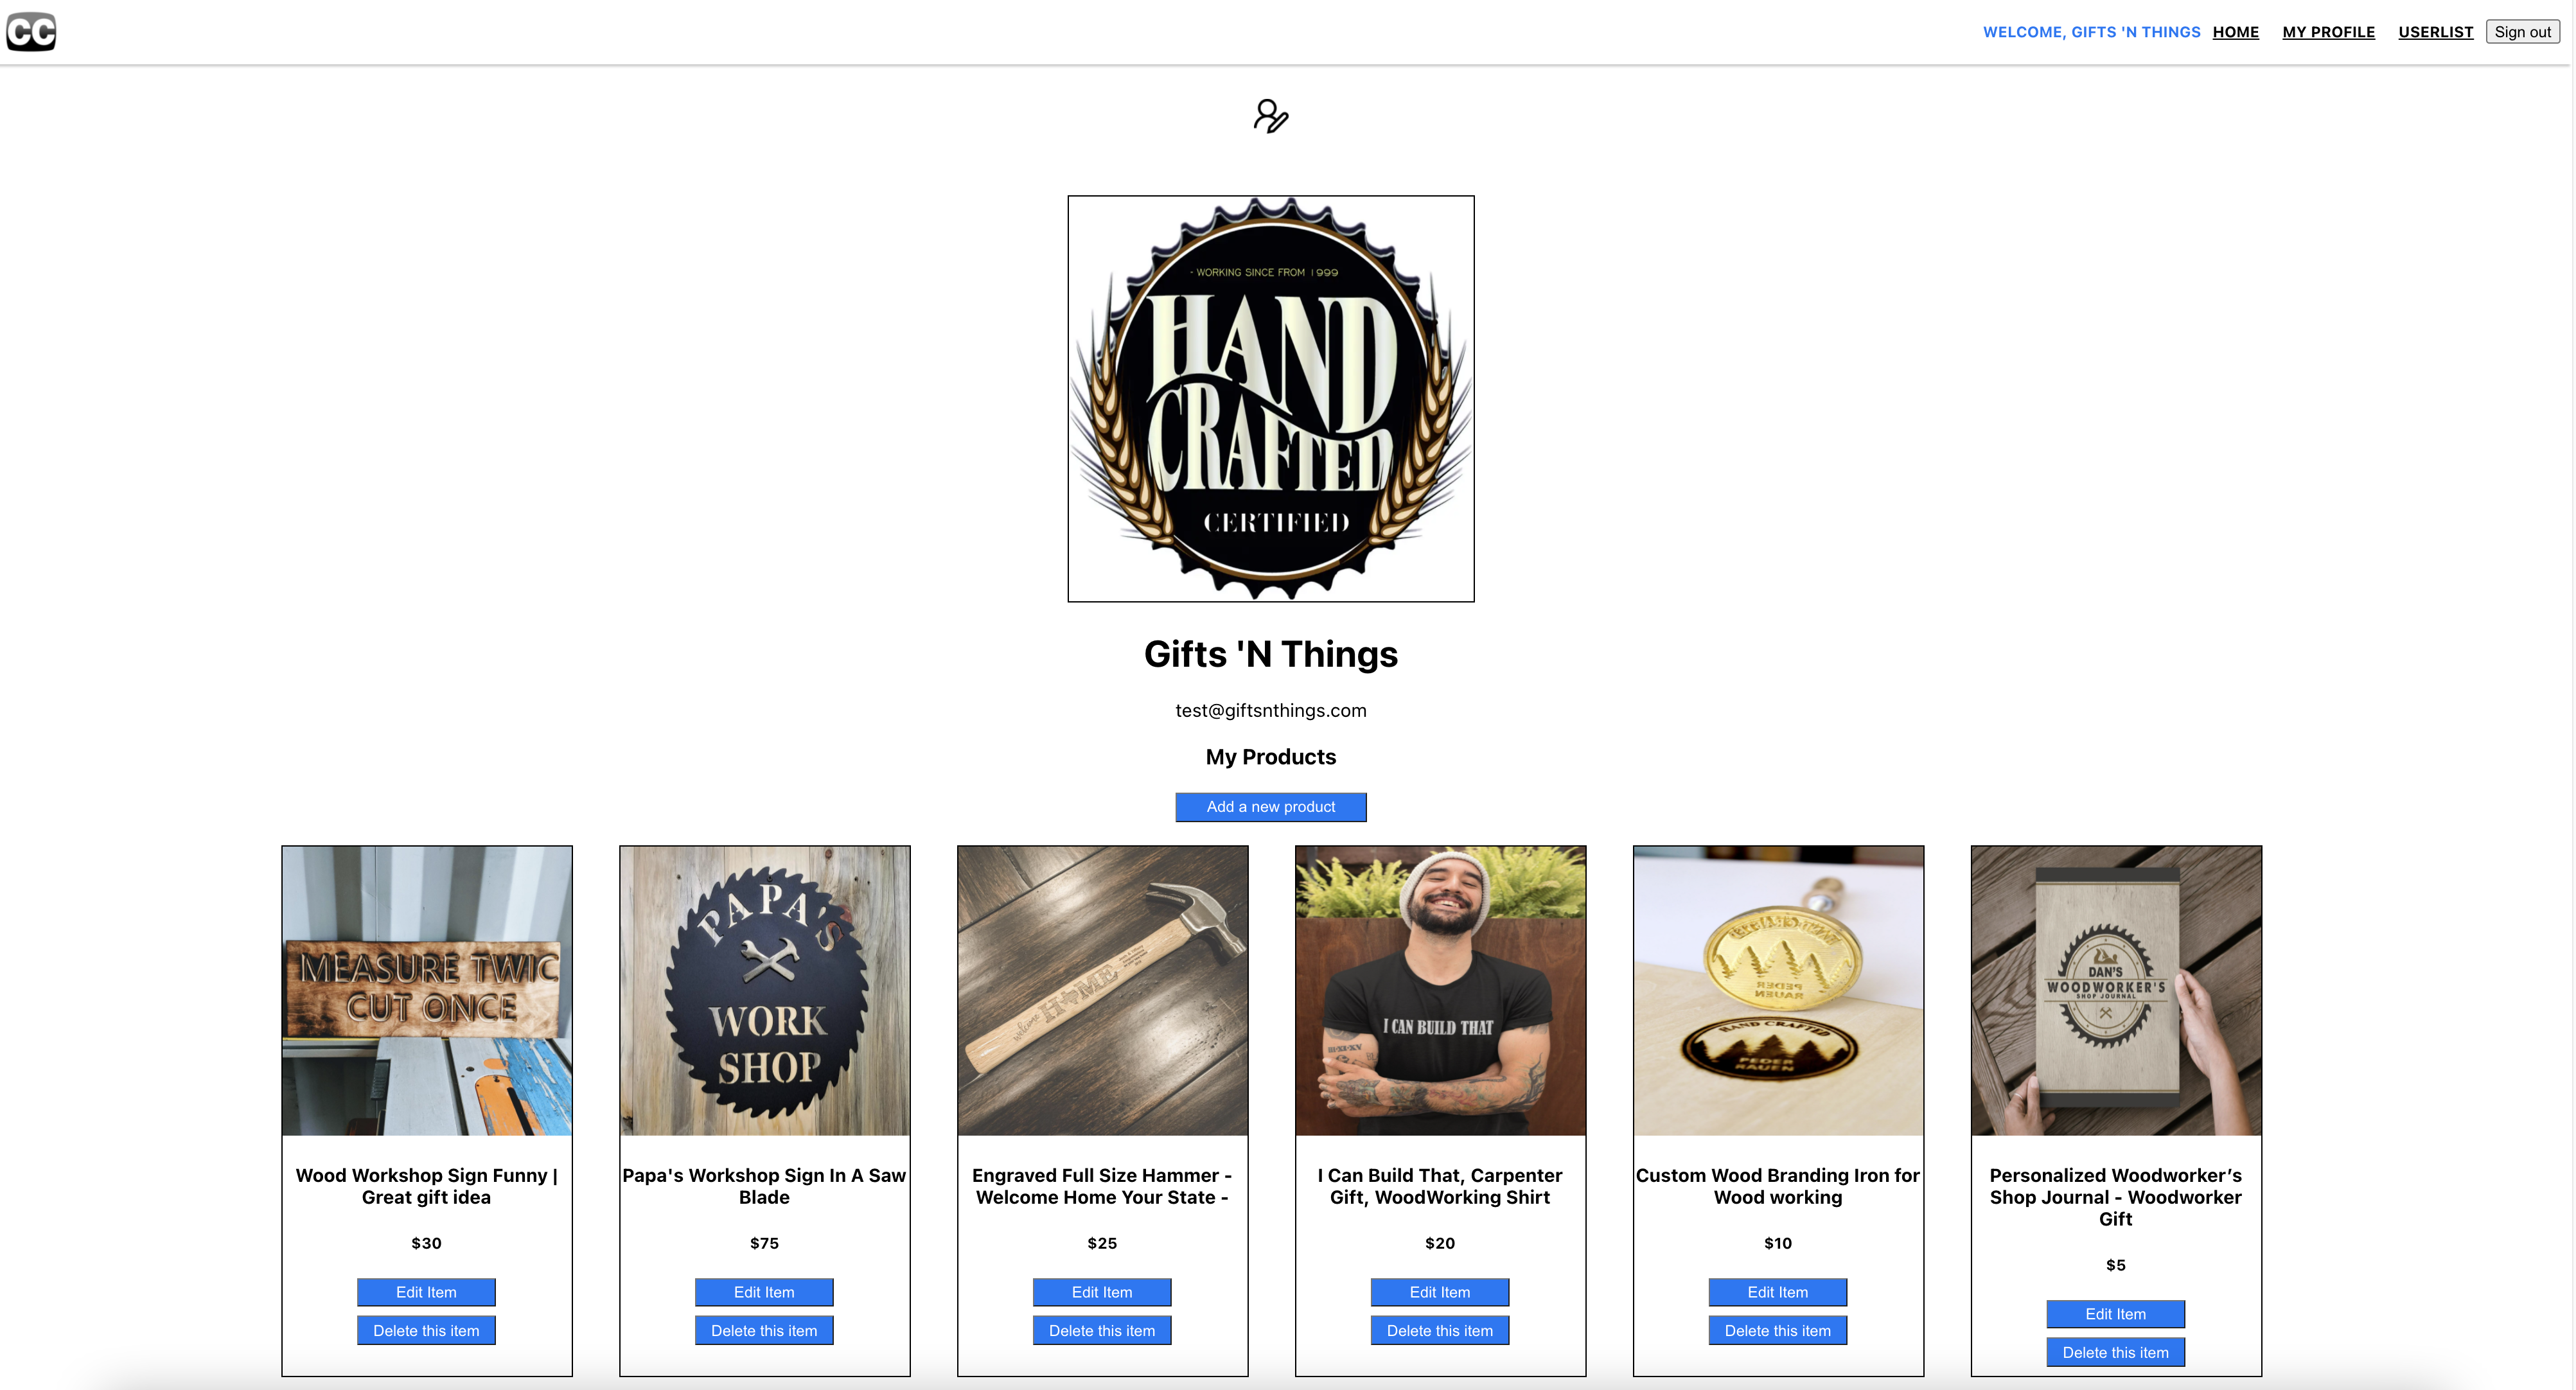 CC
WELCOME, GIFTS 'N THINGS HOME MY PROFILE USERLIST Sign out
- WORKING SINCE FROM 1999
HAND
CRAFTED
CERTIFIED
Gifts 'N Things
test@giftsnthings.com
My Products
Add a new product
MEASURE TWIC
CUT ONCE
PAPA'S
WORK
SHOP
welcome
HOME
I CAN BUILD THAT
HAND CRAFTED
PEDER
RAUEN
HAND CRAFTED
PEDER
RAUEN
DAN'S
WOODWORKER'S
SHOP JOURNAL
Wood Workshop Sign Funny |
Great gift idea
$30
Edit Item
Delete this item
Papa's Workshop Sign In A Saw
Blade
$75
Edit Item
Delete this item
Engraved Full Size Hammer -
Welcome Home Your State -
$25
Edit Item
Delete this item
I Can Build That, Carpenter
Gift, WoodWorking Shirt
$20
Edit Item
Delete this item
Custom Wood Branding Iron for
Wood working
$10
Edit Item
Delete this item
Personalized Woodworker’s
Shop Journal - Woodworker
Gift
$5
Edit Item
Delete this item